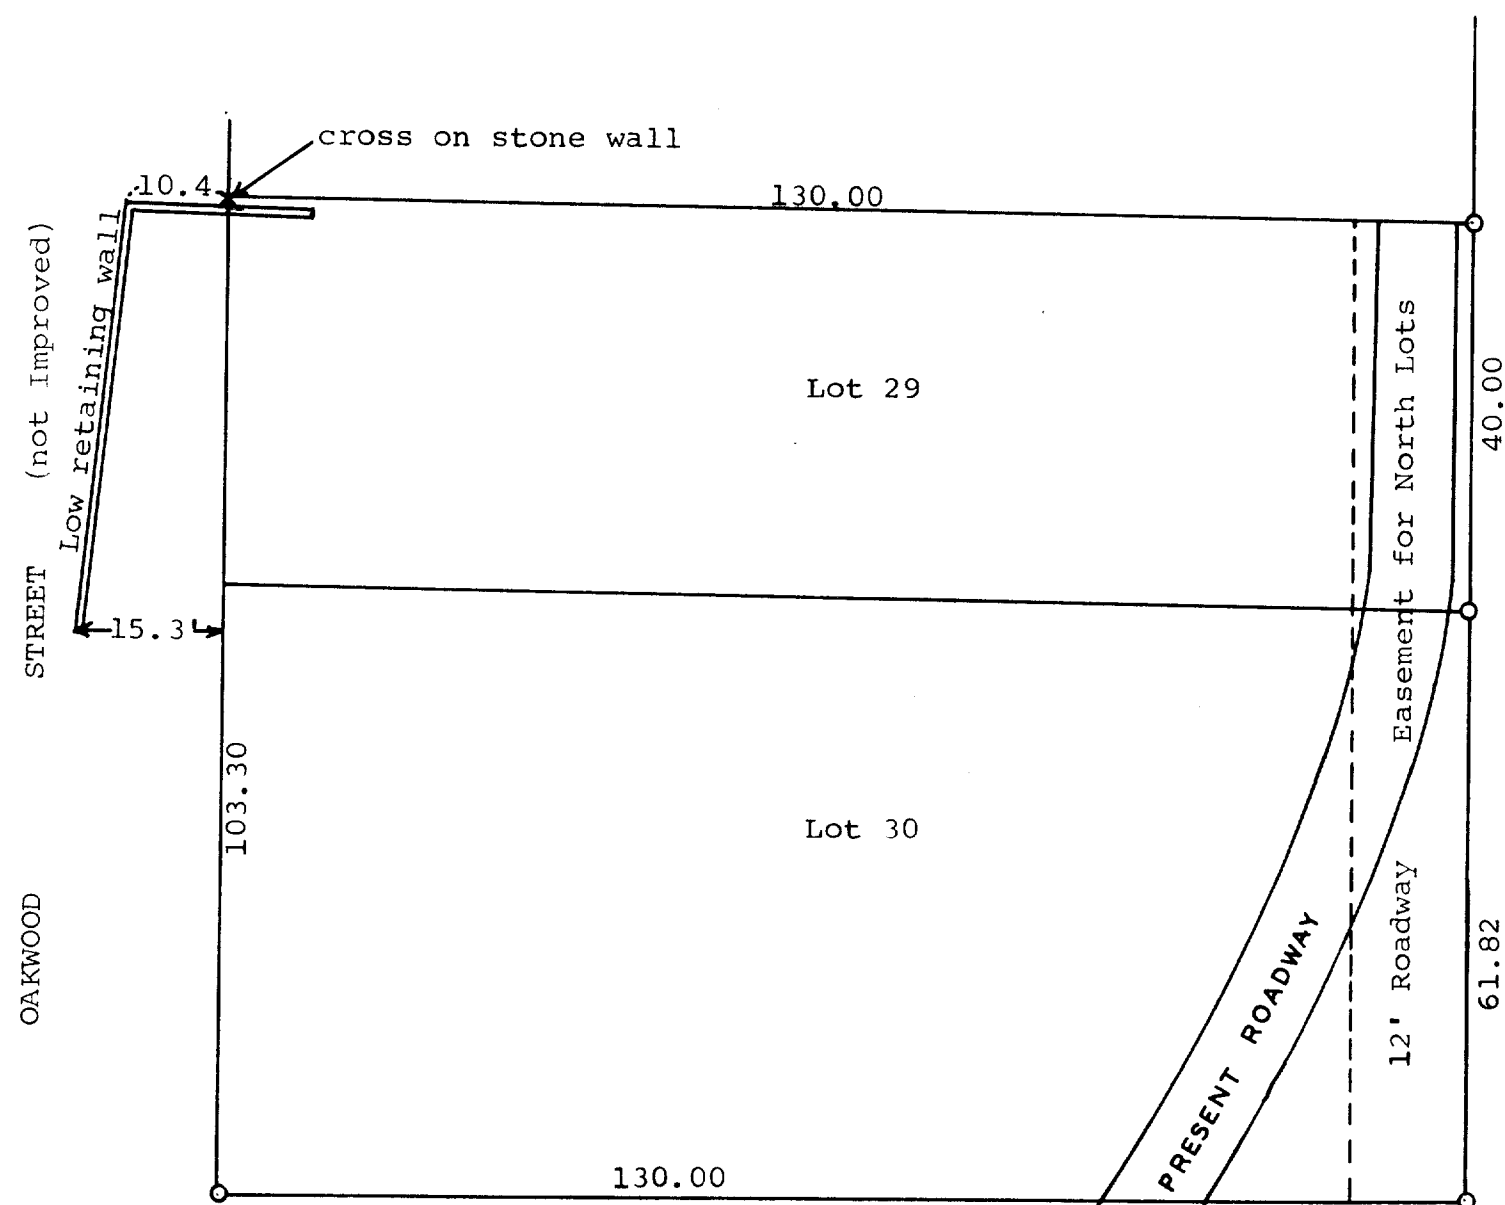 cross on stone wall
10.4
130.00
(not Improved)
Low retaining wall
Lot 29
Easement for North Lots
40.00
STREET
15.3'
103.30
Lot 30
OAKWOOD
PRESENT ROADWAY
12' Roadway
61.82
130.00